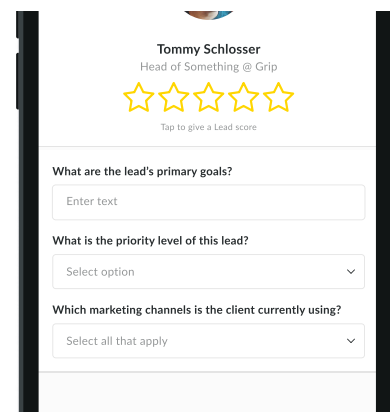 Tommy Schlosser
Head of Something @ Grip
Tap to give a Lead score
What are the lead's primary goals?
Enter text
What is the priority level of this lead?
Select option
Which marketing channels is the client currently using?
Select all that apply